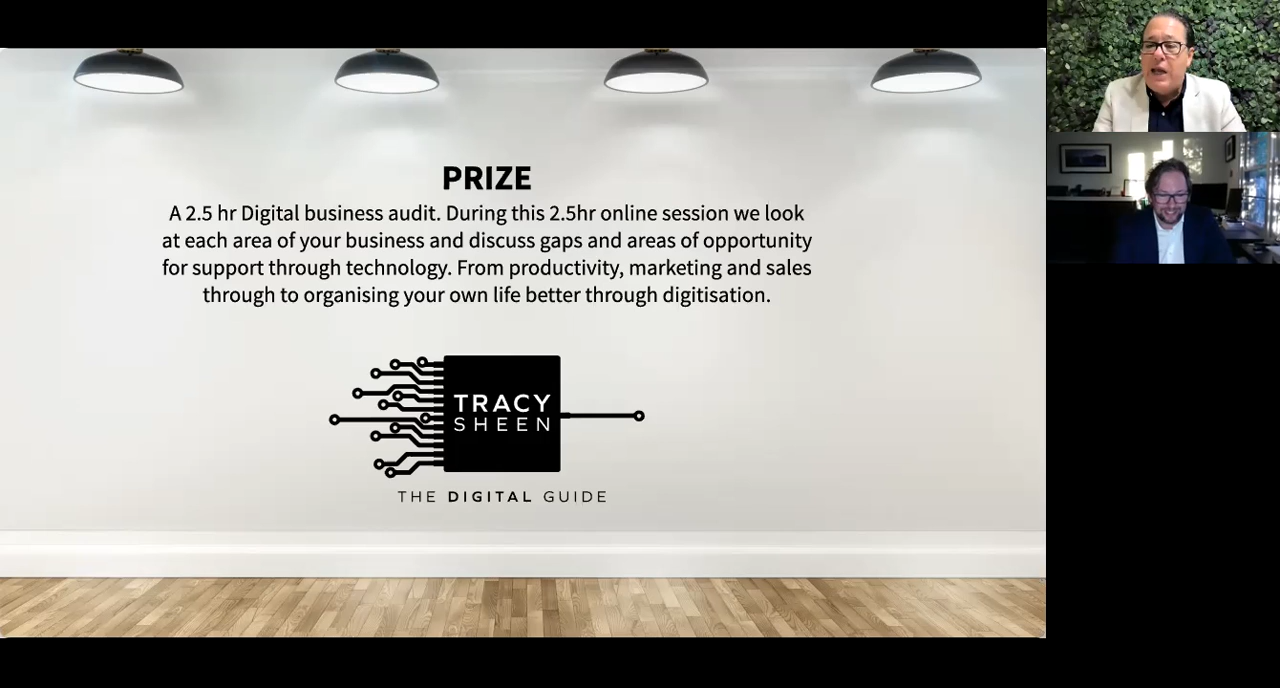 PRIZE
A 2.5 hr Digital business audit. During this 2.5hr online session we look
at each area of your business and discuss gaps and areas of opportunity
for support through technology. From productivity, marketing and sales
through to organising your own life better through digitisation.
TRACY
SHEEN
THE DIGITAL GUIDE